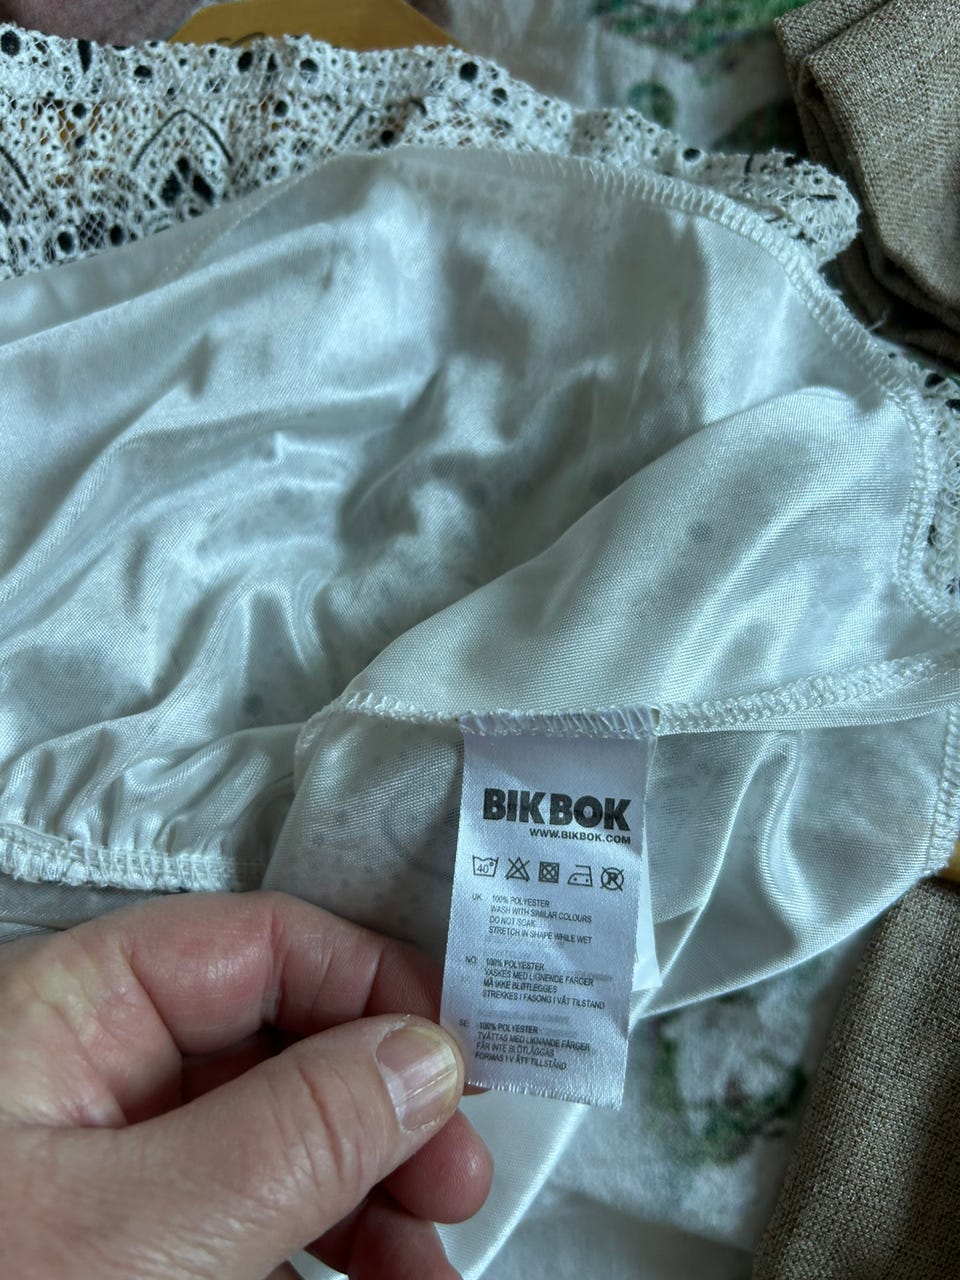 BIK BOK
WWW.BIKBOK.COM
40°
UK 100% POLYESTER
WASH WITH SIMILAR COLOURS
DO NOT SOAK
STRETCH IN SHAPE WHILE WET
NO 100% POLYESTER
VASKES MED LIGNENDE FARGER
MÅ IKKE BLØTLEGGES
STREKKES I FASONG I VÅT TILSTAND
SE 100% POLYESTER
TVÄTTAS MED LIKNANDE FÄRGER
FÅR INTE BLÖTLÄGGAS
FORMAS I VÅTT TILLSTÅND